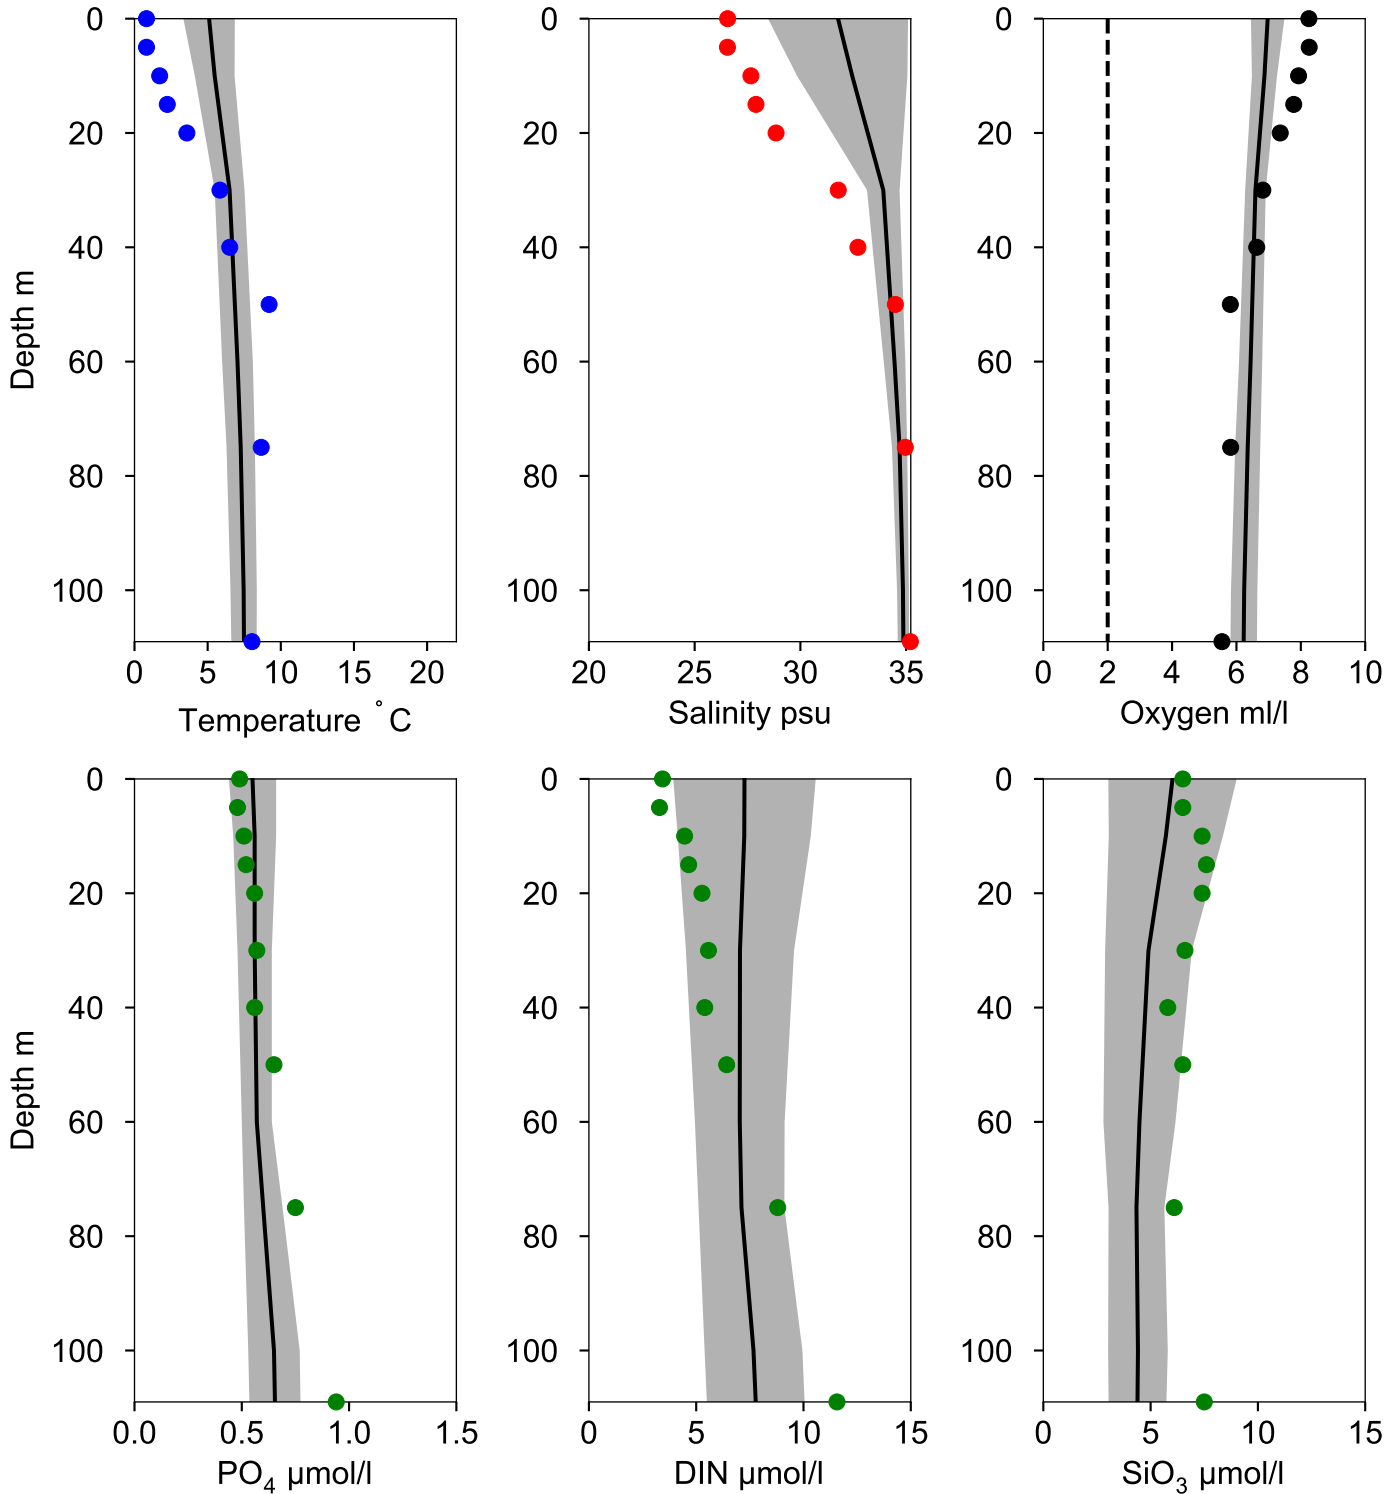 0
20
40
60
80
100
Depth m
0 5 10 15 20
Temperature °C
0
20
40
60
80
100
20 25 30 35
Salinity psu
0
20
40
60
80
100
0 2 4 6 8 10
Oxygen ml/l
0
20
40
60
80
100
Depth m
0.0 0.5 1.0 1.5
PO₄ µmol/l
0
20
40
60
80
100
0 5 10 15
DIN µmol/l
0
20
40
60
80
100
0 5 10 15
SiO₃ µmol/l